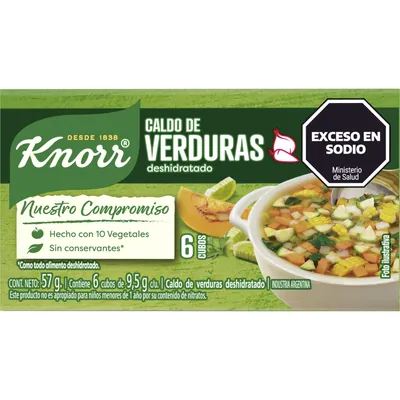 DESDE 1838
Knorr
CALDO DE
VERDURAS
deshidratado
EXCESO EN
SODIO
Ministerio
de Salud
Nuestro Compromiso
Hecho con 10 Vegetales
Sin conservantes*
6 CUBOS
Foto Ilustrativa
*Como todo alimento deshidratado.
CONT. NETO: 57 g. | Contiene 6 cubos de 9,5 g c/u. | Caldo de verduras deshidratado | INDUSTRIA ARGENTINA
Este producto no es apropiado para niños menores de 1 año por su contenido de nitratos.